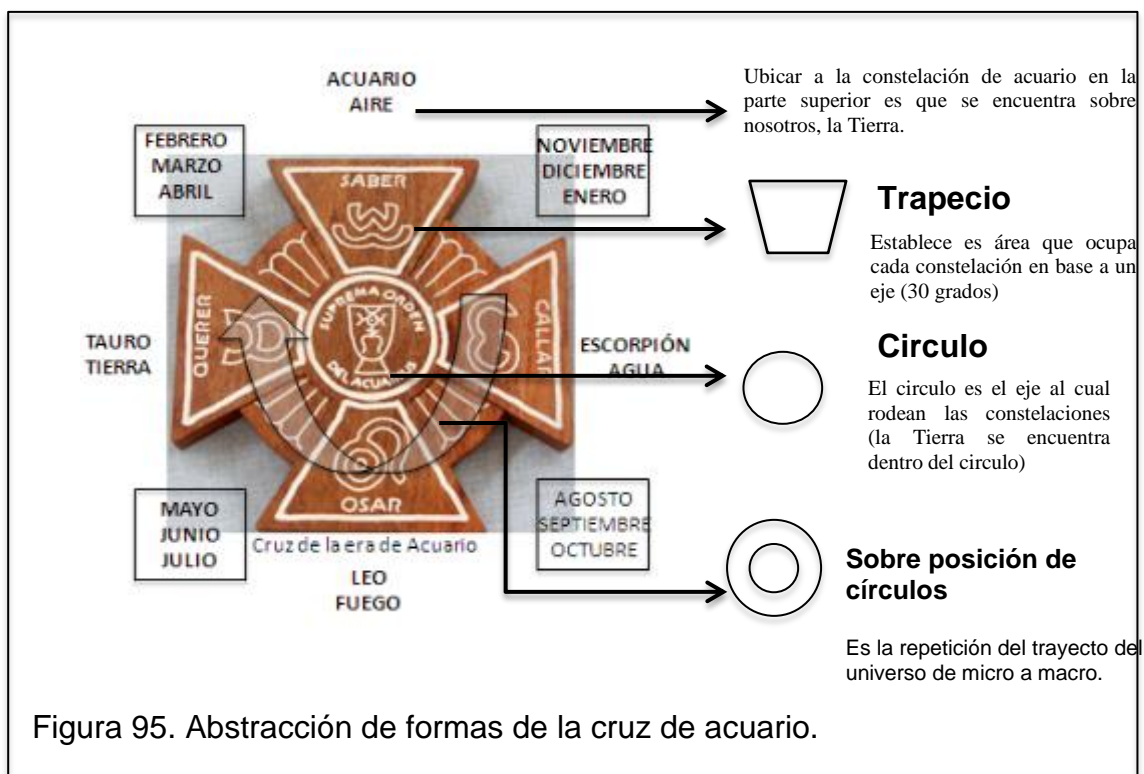 ACUARIO
AIRE
Ubicar a la constelación de acuario en la
parte superior es que se encuentra sobre
nosotros, la Tierra.
FEBRERO
MARZO
ABRIL
NOVIEMBRE
DICIEMBRE
ENERO
SABER
Trapecio
Establece es área que ocupa
cada constelación en base a un
eje (30 grados)
QUERER
SUPREMA ORDEN
DEL ACUARIUS
CALLAR
TAURO
TIERRA
ESCORPIÓN
AGUA
Circulo
El circulo es el eje al cual
rodean las constelaciones
(la Tierra se encuentra
dentro del circulo)
OSAR
MAYO
JUNIO
JULIO
AGOSTO
SEPTIEMBRE
OCTUBRE
Cruz de la era de Acuario
LEO
FUEGO
Sobre posición de
círculos
Es la repetición del trayecto del
universo de micro a macro.
Figura 95. Abstracción de formas de la cruz de acuario.